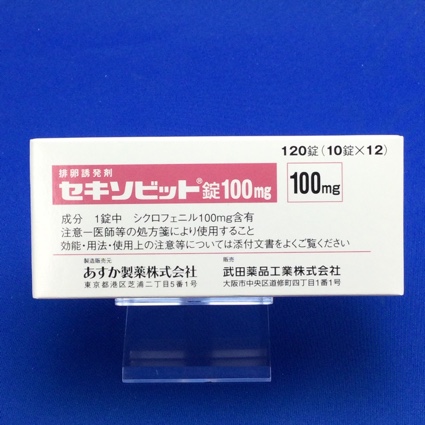 120錠(10錠×12)
排卵誘発剤
セキソビット®錠100mg
100mg
成分 1錠中 シクロフェニル100mg含有
注意―医師等の処方箋により使用すること
効能・用法・使用上の注意等については添付文書をよくご覧ください
製造販売元
あすか製薬株式会社
東京都港区芝浦二丁目5番1号
販売
武田薬品工業株式会社
大阪市中央区道修町四丁目1番1号